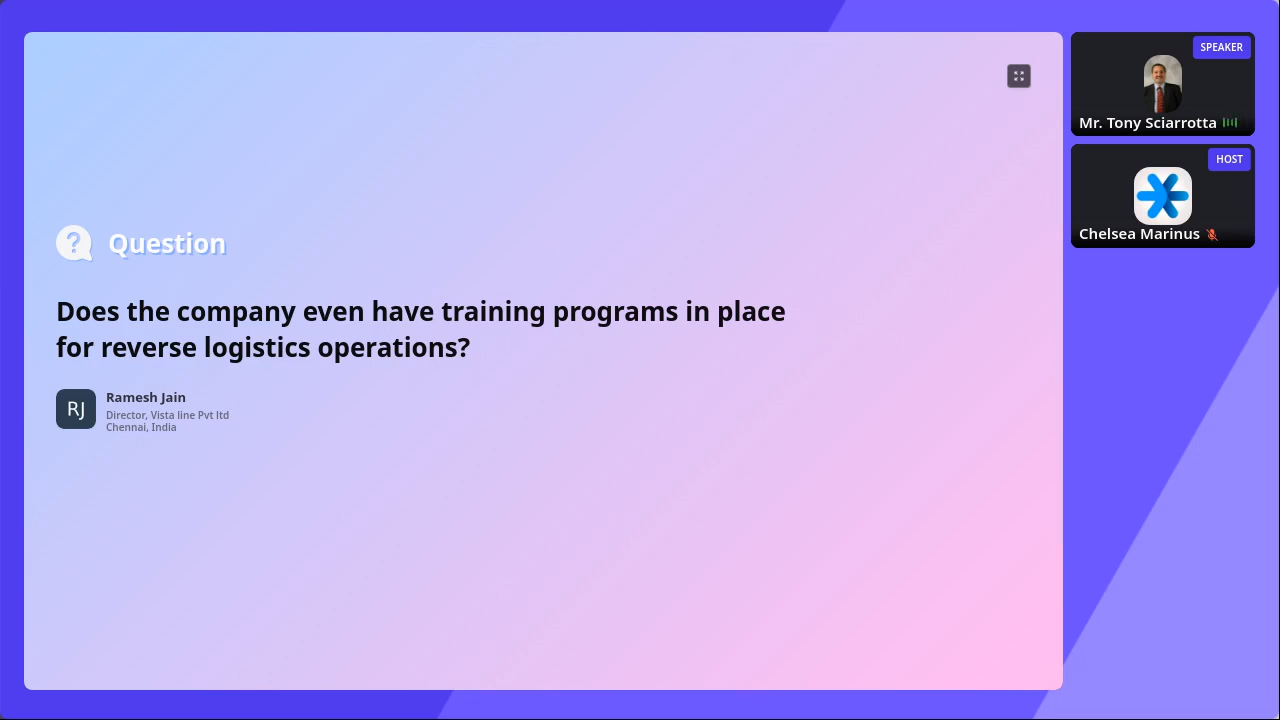 SPEAKER
Mr. Tony Sciarrotta
HOST
Chelsea Marinus
Question
Does the company even have training programs in place
for reverse logistics operations?
RJ
Ramesh Jain
Director, Vista line Pvt ltd
Chennai, India